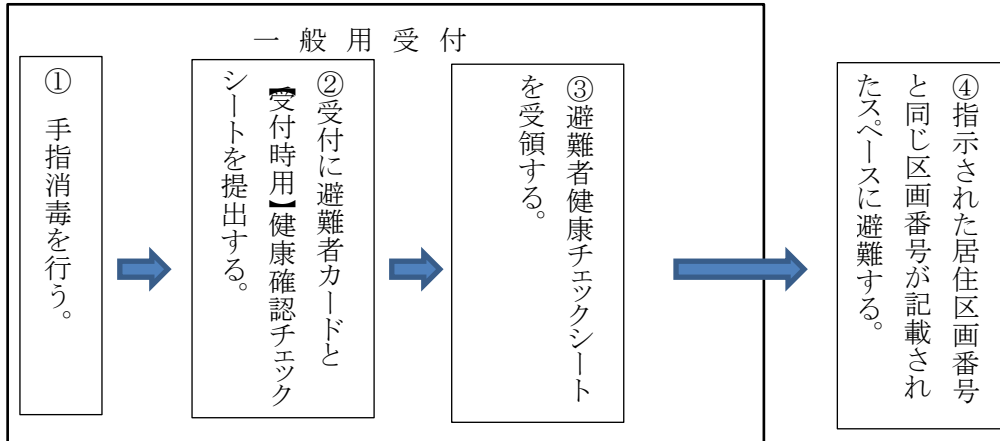 一般用受付
① 手指消毒を行う。
②受付に避難者カードと
【受付時用】健康確認チェック
シートを提出する。
③避難者健康チェックシート
を受領する。
④指示された居住区画番号
と同じ区画番号が記載され
たスペースに避難する。